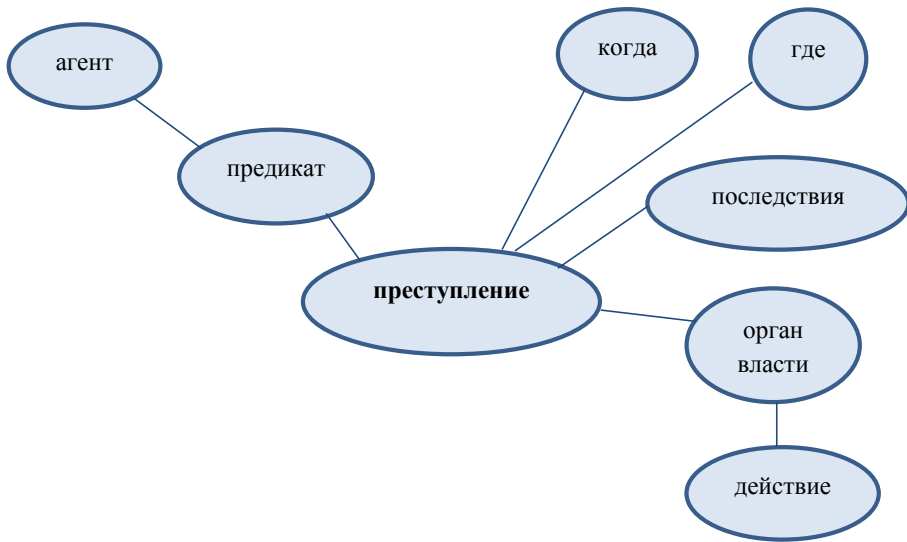 агент
когда
где
предикат
последствия
преступление
орган
власти
действие